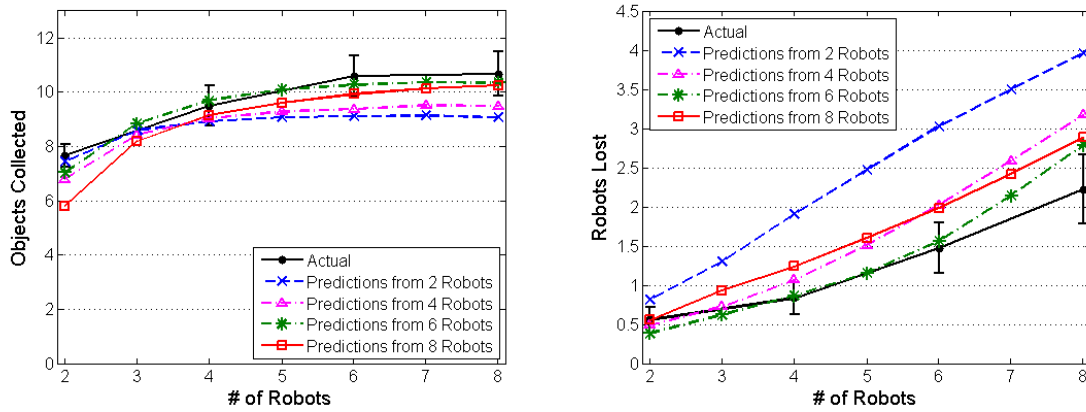 Objects Collected
12
10
8
6
4
2
0
2 3 4 5 6 7 8
# of Robots
Actual
Predictions from 2 Robots
Predictions from 4 Robots
Predictions from 6 Robots
Predictions from 8 Robots
Robots Lost
4.5
4
3.5
3
2.5
2
1.5
1
0.5
0
2 3 4 5 6 7 8
# of Robots
Actual
Predictions from 2 Robots
Predictions from 4 Robots
Predictions from 6 Robots
Predictions from 8 Robots